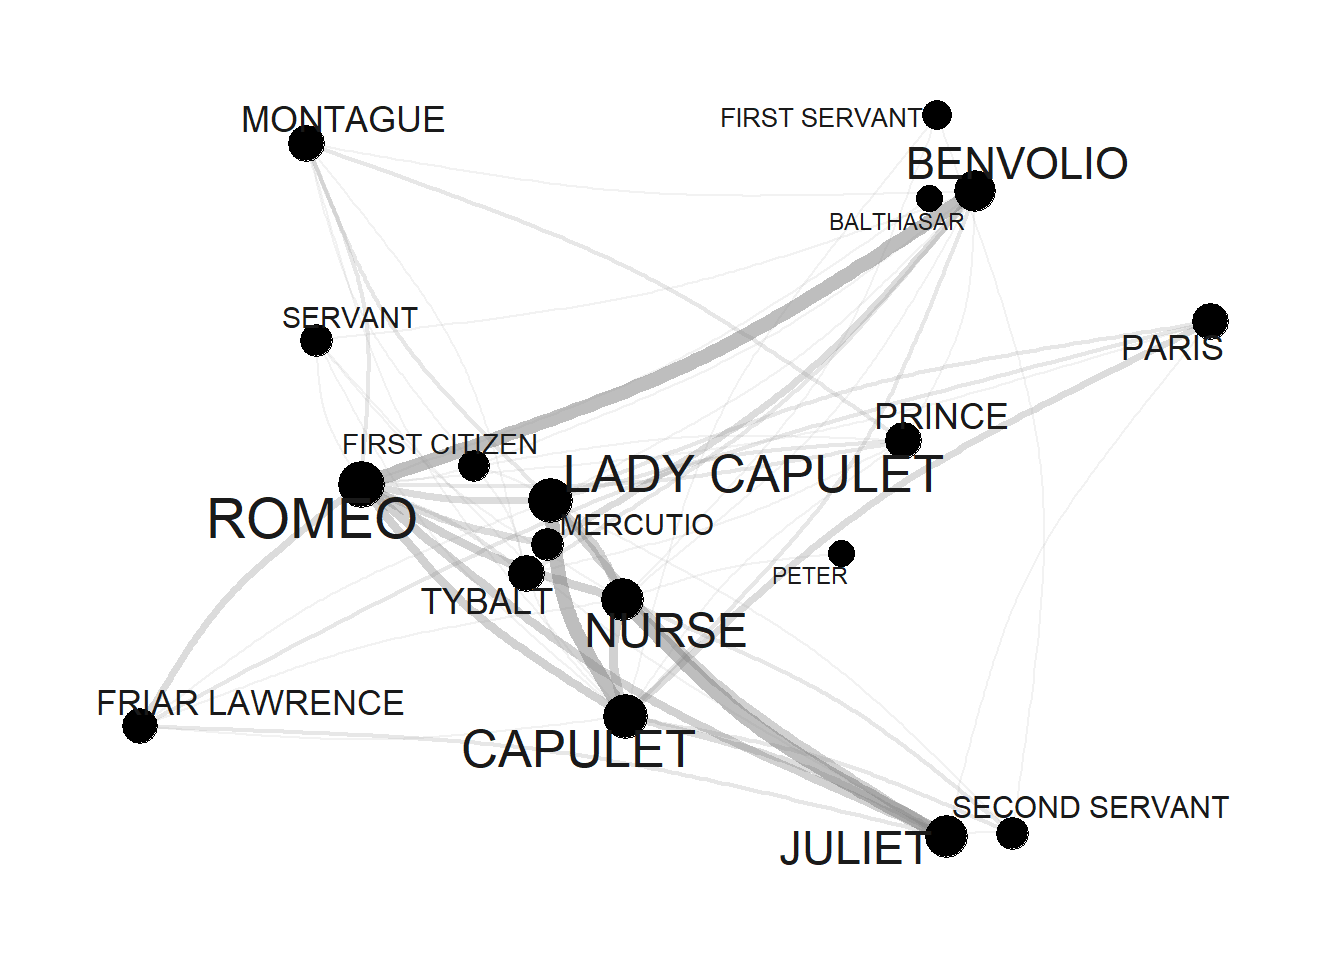 MONTAGUE
FIRST SERVANT
BENVOLIO
BALTHASAR
SERVANT
PARIS
PRINCE
FIRST CITIZEN
LADY CAPULET
ROMEO
MERCUTIO
PETER
TYBALT
NURSE
FRIAR LAWRENCE
CAPULET
SECOND SERVANT
JULIET